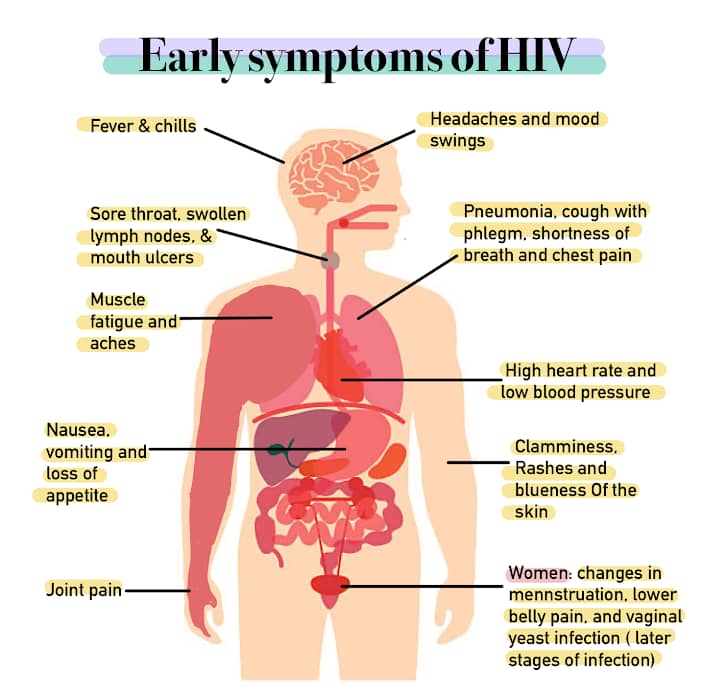 Early symptoms of HIV
Fever & chills
Headaches and mood
swings
Sore throat, swollen
lymph nodes, &
mouth ulcers
Pneumonia, cough with
phlegm, shortness of
breath and chest pain
Muscle
fatigue and
aches
High heart rate and
low blood pressure
Nausea,
vomiting and
loss of
appetite
Clamminess,
Rashes and
blueness Of the
skin
Joint pain
Women: changes in
mennstruation, lower
belly pain, and vaginal
yeast infection ( later
stages of infection)